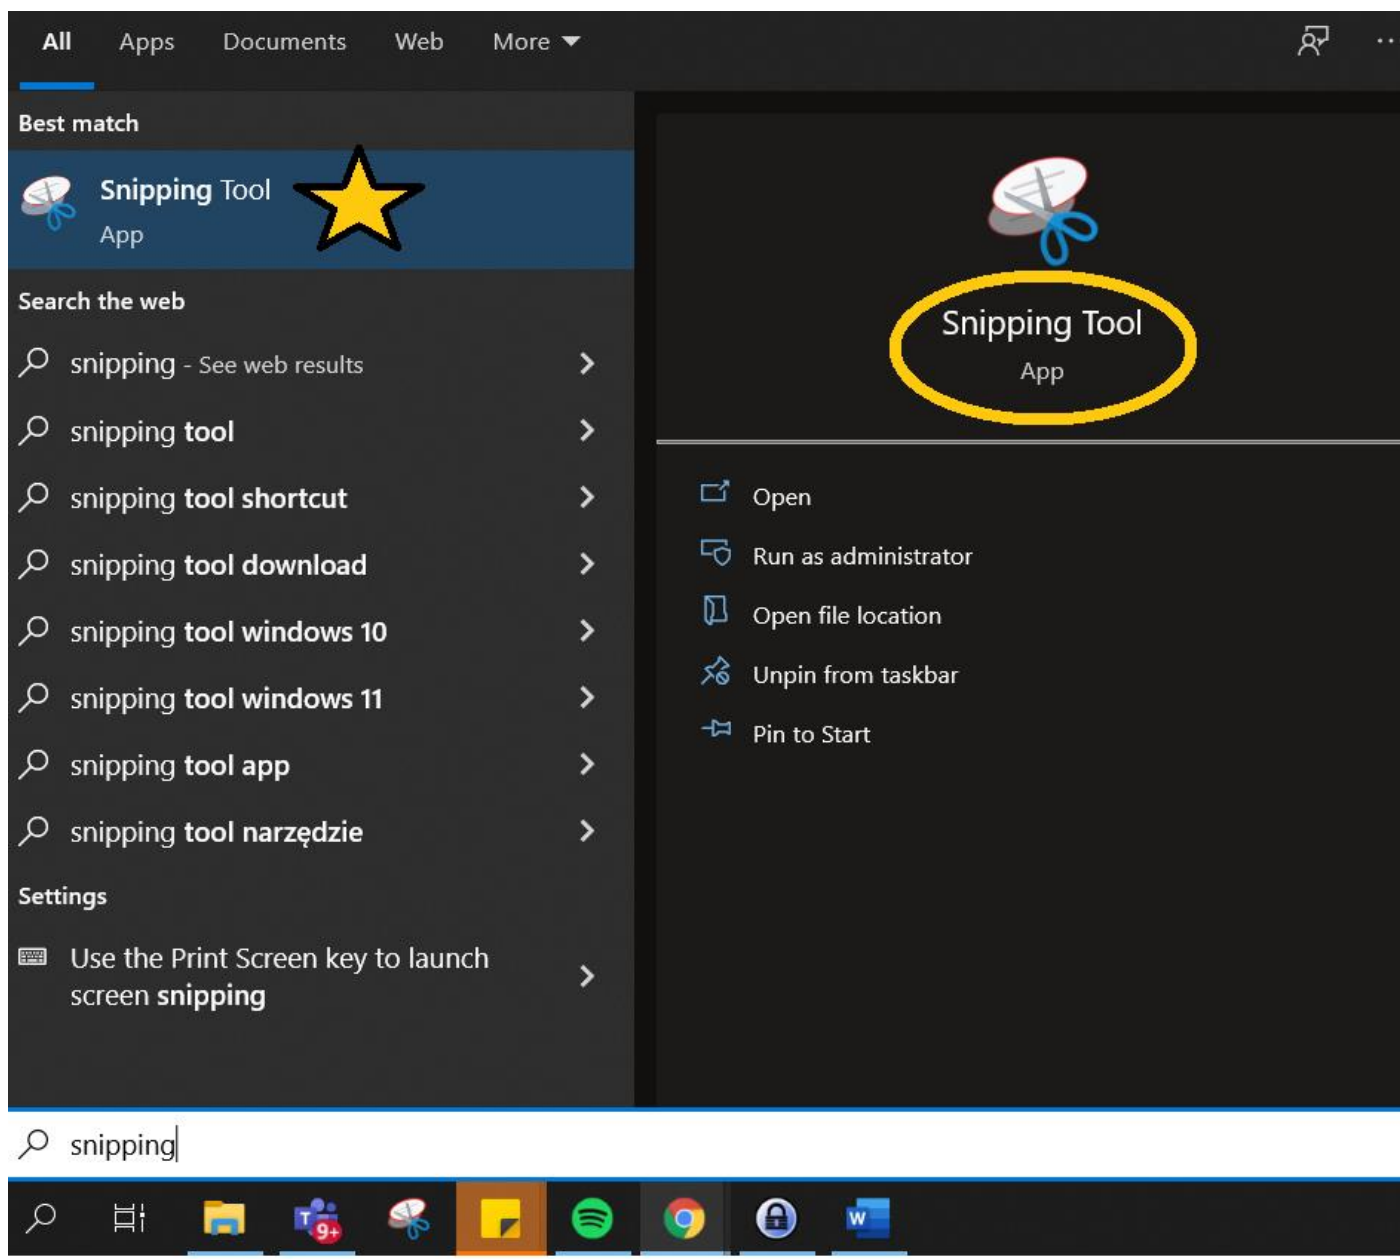 All Apps Documents Web More
Best match
Snipping Tool
App
Search the web
snipping - See web results
snipping tool
snipping tool shortcut
snipping tool download
snipping tool windows 10
snipping tool windows 11
snipping tool app
snipping tool narzędzie
Settings
Use the Print Screen key to launch
screen snipping
Snipping Tool
App
Open
Run as administrator
Open file location
Unpin from taskbar
Pin to Start
snipping
T 9+ W